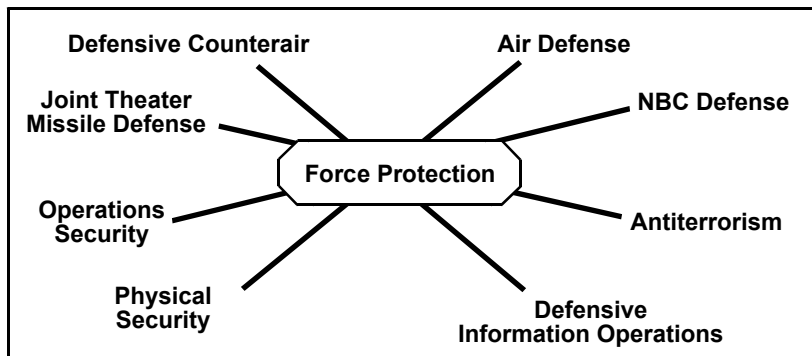 Defensive Counterair
Air Defense
Joint Theater
Missile Defense
NBC Defense
Force Protection
Operations
Security
Antiterrorism
Physical
Security
Defensive
Information Operations